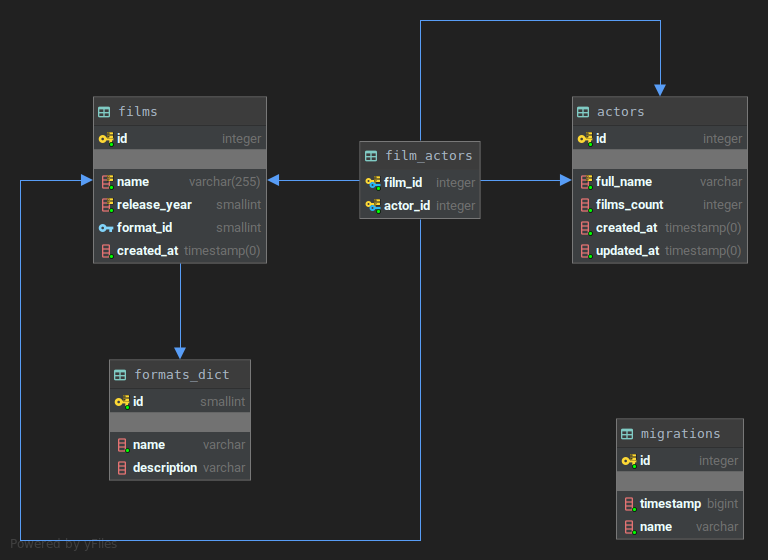 films
id integer
name varchar(255)
release_year smallint
format_id smallint
created_at timestamp(0)
film_actors
film_id integer
actor_id integer
actors
id integer
full_name varchar
films_count integer
created_at timestamp(0)
updated_at timestamp(0)
formats_dict
id smallint
name varchar
description varchar
migrations
id integer
timestamp bigint
name varchar
Powered by yFiles